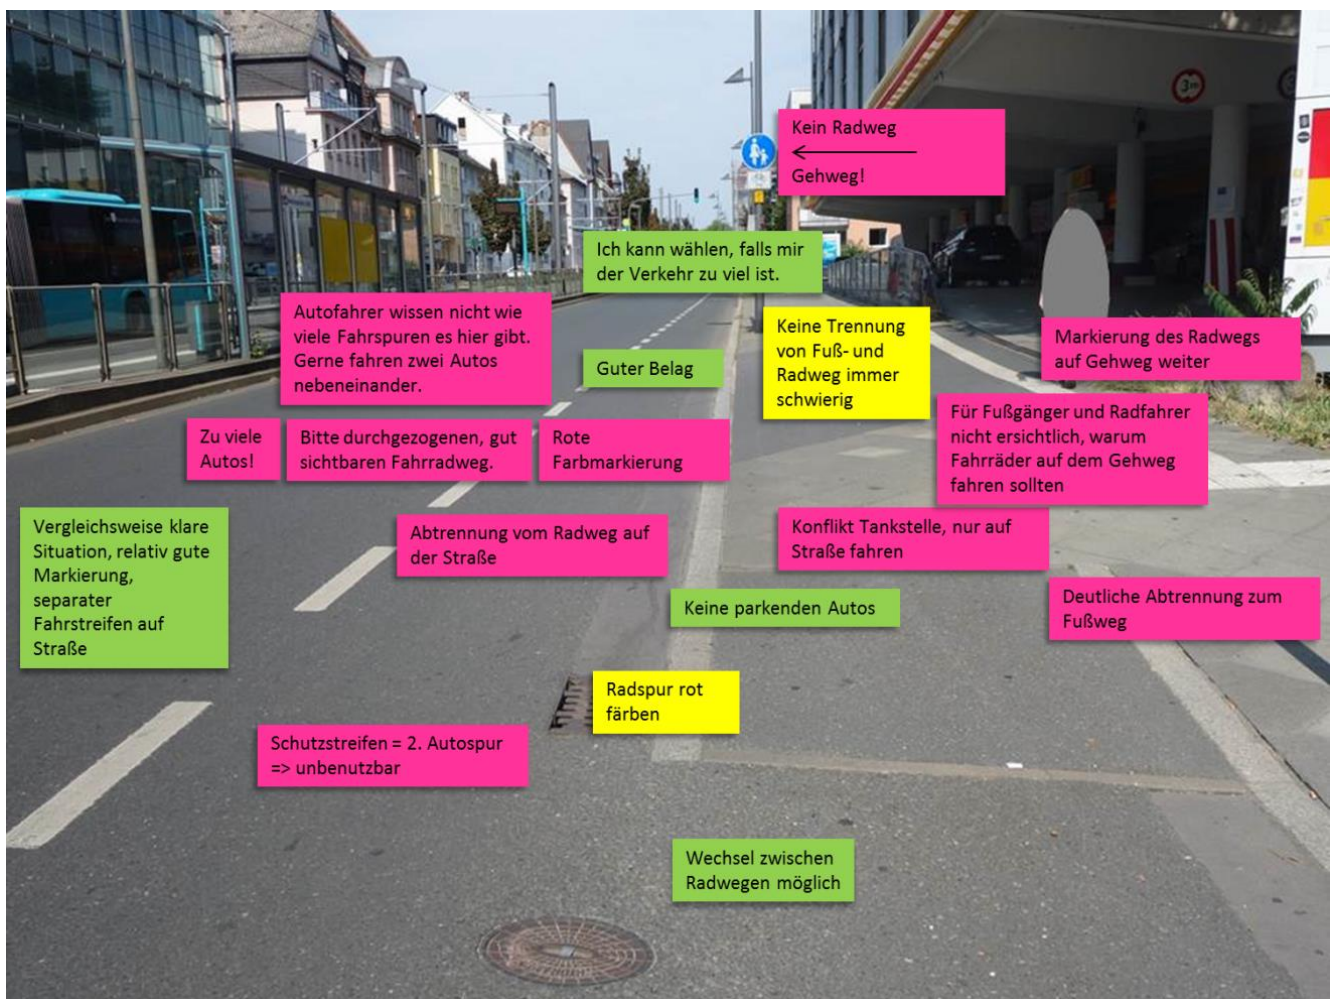 3m
Kein Radweg
Gehweg!
Ich kann wählen, falls mir
der Verkehr zu viel ist.
Autofahrer wissen nicht wie
viele Fahrspuren es hier gibt.
Gerne fahren zwei Autos
nebeneinander.
Keine Trennung
von Fuß- und
Radweg immer
schwierig
Markierung des Radwegs
auf Gehweg weiter
Guter Belag
Zu viele
Autos!
Bitte durchgezogenen, gut
sichtbaren Fahrradweg.
Rote
Farbmarkierung
Für Fußgänger und Radfahrer
nicht ersichtlich, warum
Fahrräder auf dem Gehweg
fahren sollten
Vergleichsweise klare
Situation, relativ gute
Markierung,
separater
Fahrstreifen auf
Straße
Abtrennung vom Radweg auf
der Straße
Konflikt Tankstelle, nur auf
Straße fahren
Keine parkenden Autos
Deutliche Abtrennung zum
Fußweg
Radspur rot
färben
Schutzstreifen = 2. Autospur
=> unbenutzbar
Wechsel zwischen
Radwegen möglich